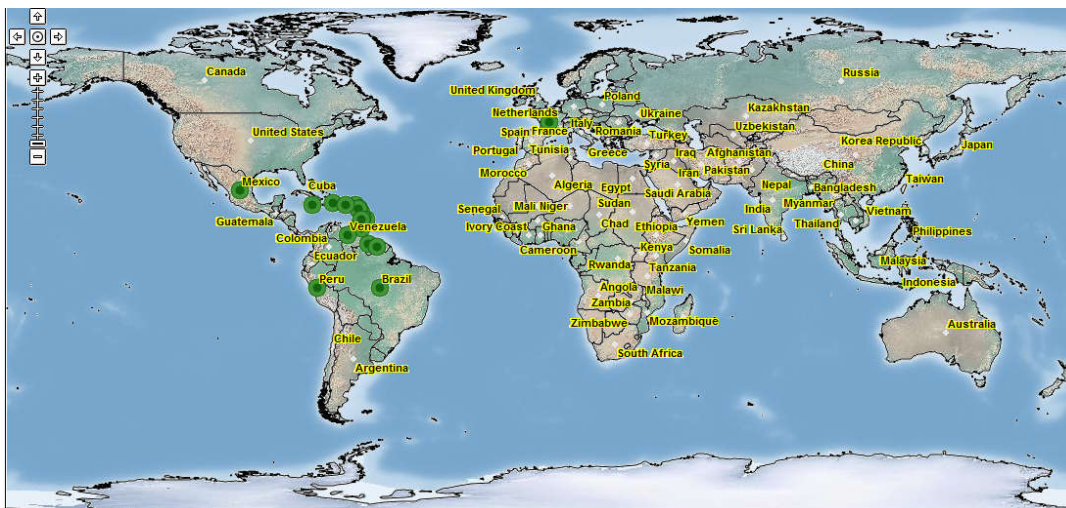 Canada
Russia
United Kingdom
Poland
Netherlands
Kazakhstan
Ukraine
Italy
United States
Spain
France
Romania
Uzbekistan
Turkey
Korea Republic
Japan
Portugal
Tunisia
Greece
Iraq
Afghanistan
Syria
China
Morocco
Iran
Pakistan
Taiwan
Mexico
Cuba
Algeria
Egypt
Saudi Arabia
Nepal
Bangladesh
Senegal
Mali
Niger
Sudan
Myanmar
India
Vietnam
Guatemala
Venezuela
Ivory Coast
Ghana
Chad
Ethiopia
Yemen
Sri Lanka
Thailand
Philippines
Colombia
Cameroon
Kenya
Somalia
Ecuador
Malaysia
Rwanda
Tanzania
Peru
Brazil
Indonesia
Angola
Malawi
Zambia
Zimbabwe
Mozambique
Australia
Chile
South Africa
Argentina